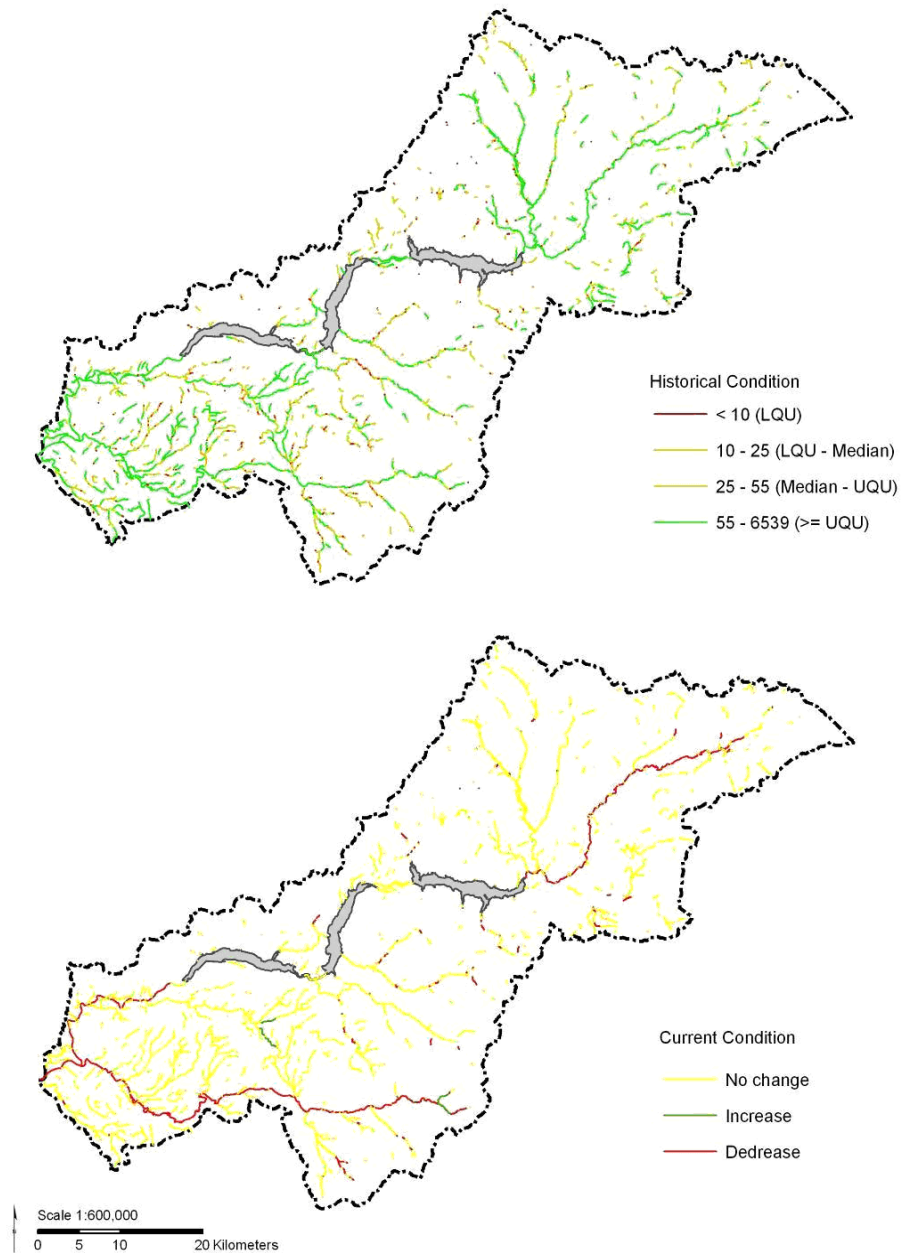 Historical Condition
< 10 (LQU)
10 - 25 (LQU - Median)
25 - 55 (Median - UQU)
55 - 6539 (>= UQU)
Current Condition
No change
Increase
Dedrease
Scale 1:600,000
0 5 10 20 Kilometers